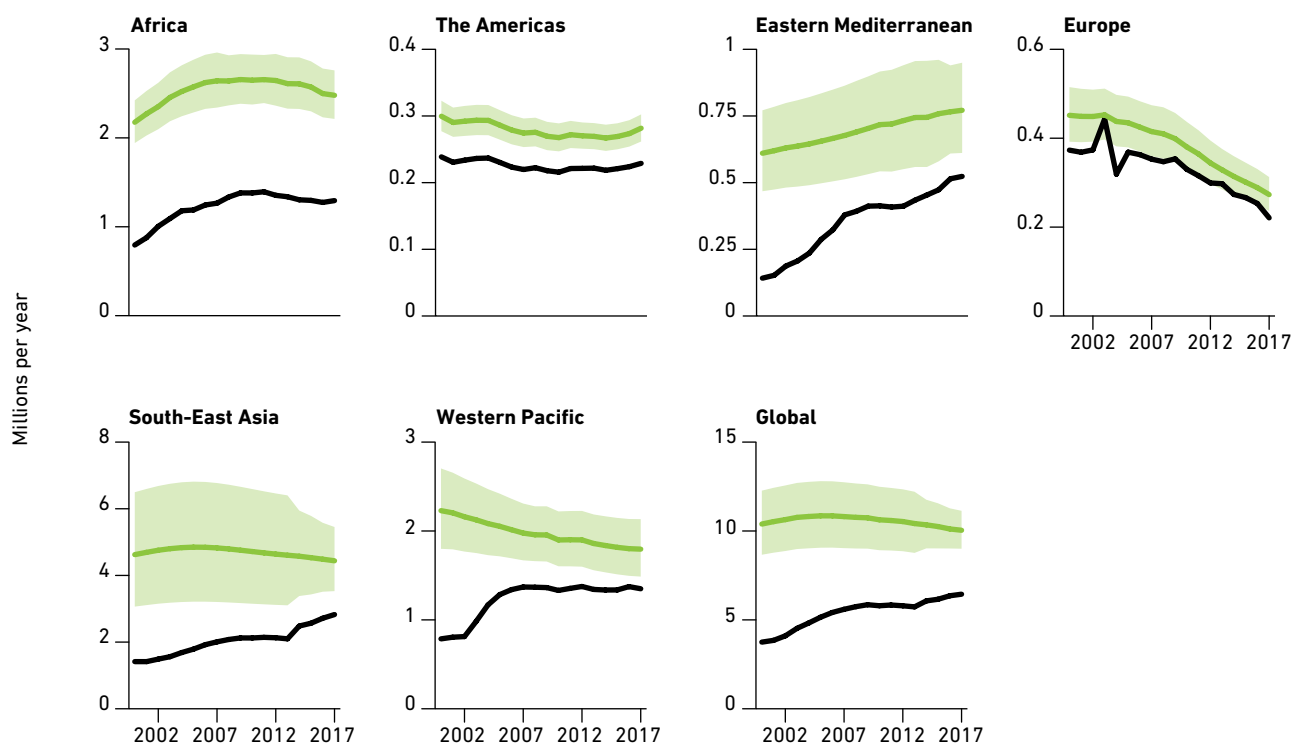 Africa
The Americas
Eastern Mediterranean
Europe
3
2
1
0
0.4
0.3
0.2
0.1
0
1
0.75
0.5
0.25
0
0.6
0.4
0.2
0
2002 2007 2012 2017
Millions per year
South-East Asia
Western Pacific
Global
8
6
4
2
0
2002 2007 2012 2017
3
2
1
0
2002 2007 2012 2017
15
10
5
0
2002 2007 2012 2017